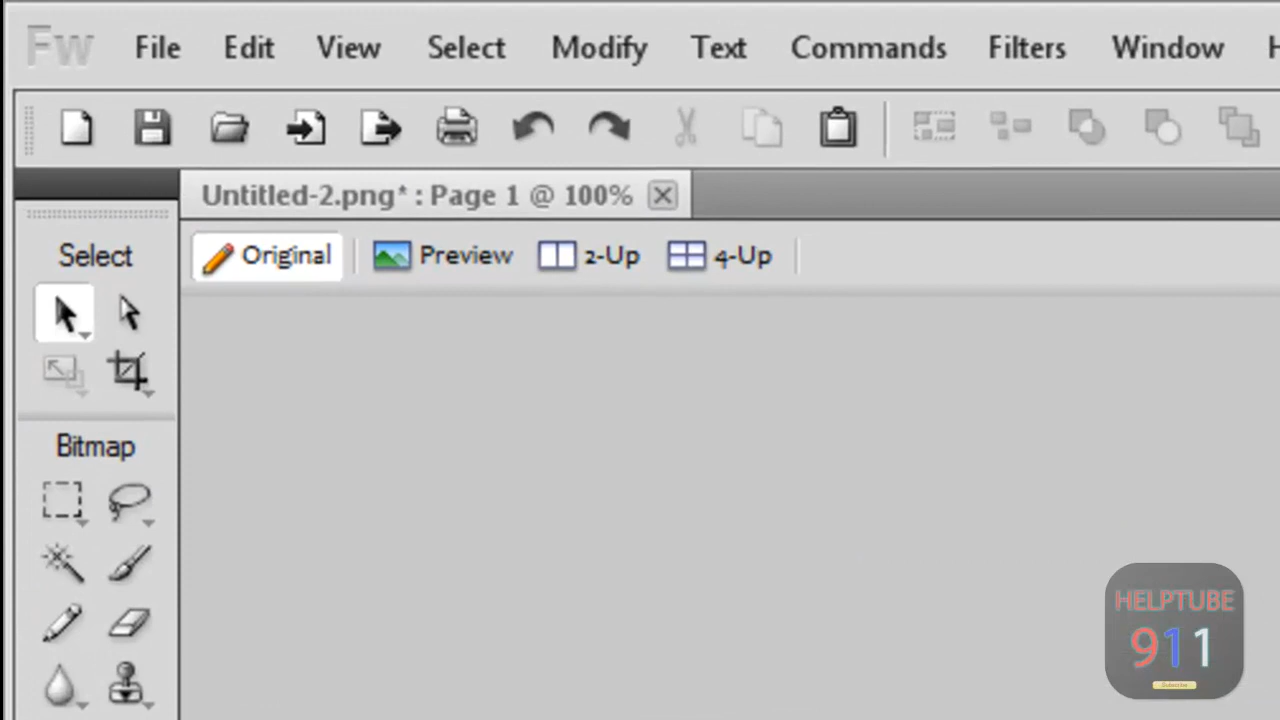 Fw File Edit View Select Modify Text Commands Filters Window H
Untitled-2.png* : Page 1 @ 100%
Select
Original Preview 2-Up 4-Up
Bitmap
HELPTUBE
911
Subscribe